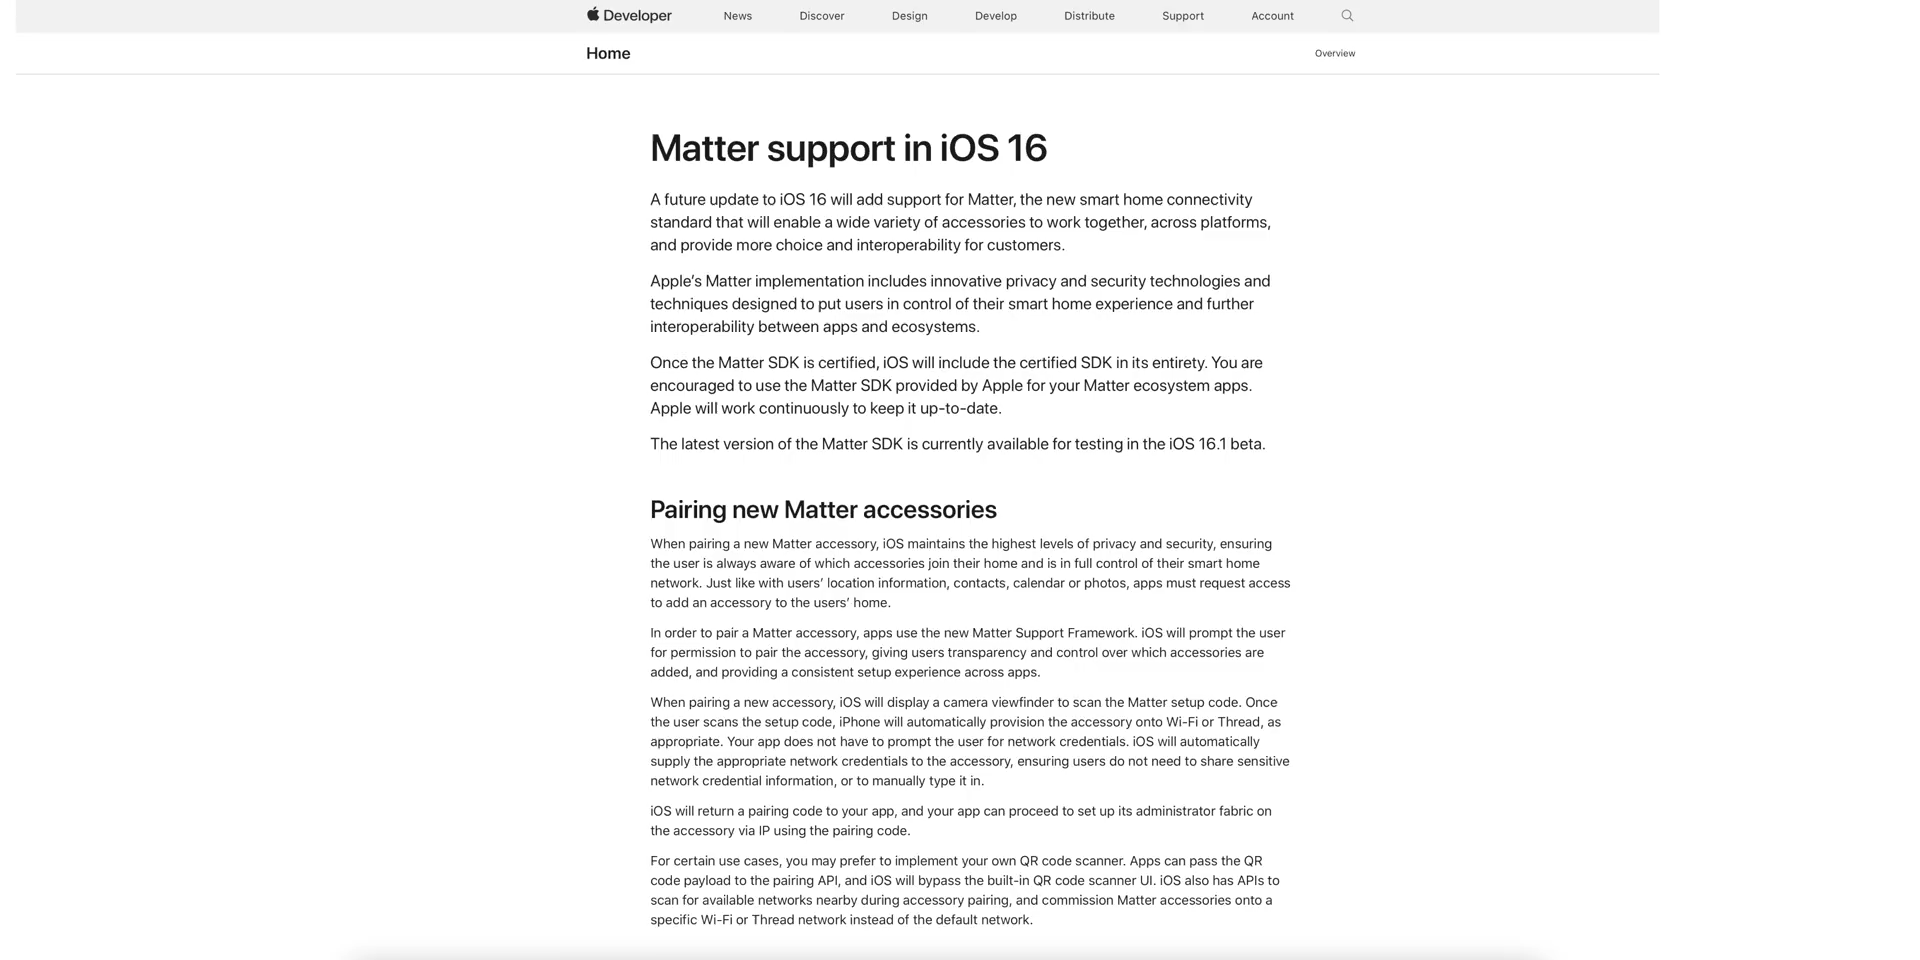 Developer
News
Discover
Design
Develop
Distribute
Support
Account
Home
Overview
Matter support in iOS 16
A future update to iOS 16 will add support for Matter, the new smart home connectivity
standard that will enable a wide variety of accessories to work together, across platforms,
and provide more choice and interoperability for customers.
Apple’s Matter implementation includes innovative privacy and security technologies and
techniques designed to put users in control of their smart home experience and further
interoperability between apps and ecosystems.
Once the Matter SDK is certified, iOS will include the certified SDK in its entirety. You are
encouraged to use the Matter SDK provided by Apple for your Matter ecosystem apps.
Apple will work continuously to keep it up-to-date.
The latest version of the Matter SDK is currently available for testing in the iOS 16.1 beta.
Pairing new Matter accessories
When pairing a new Matter accessory, iOS maintains the highest levels of privacy and security, ensuring
the user is always aware of which accessories join their home and is in full control of their smart home
network. Just like with users’ location information, contacts, calendar or photos, apps must request access
to add an accessory to the users’ home.
In order to pair a Matter accessory, apps use the new Matter Support Framework. iOS will prompt the user
for permission to pair the accessory, giving users transparency and control over which accessories are
added, and providing a consistent setup experience across apps.
When pairing a new accessory, iOS will display a camera viewfinder to scan the Matter setup code. Once
the user scans the setup code, iPhone will automatically provision the accessory onto Wi-Fi or Thread, as
appropriate. Your app does not have to prompt the user for network credentials. iOS will automatically
supply the appropriate network credentials to the accessory, ensuring users do not need to share sensitive
network credential information, or to manually type it in.
iOS will return a pairing code to your app, and your app can proceed to set up its administrator fabric on
the accessory via IP using the pairing code.
For certain use cases, you may prefer to implement your own QR code scanner. Apps can pass the QR
code payload to the pairing API, and iOS will bypass the built-in QR code scanner UI. iOS also has APIs to
scan for available networks nearby during accessory pairing, and commission Matter accessories onto a
specific Wi-Fi or Thread network instead of the default network.